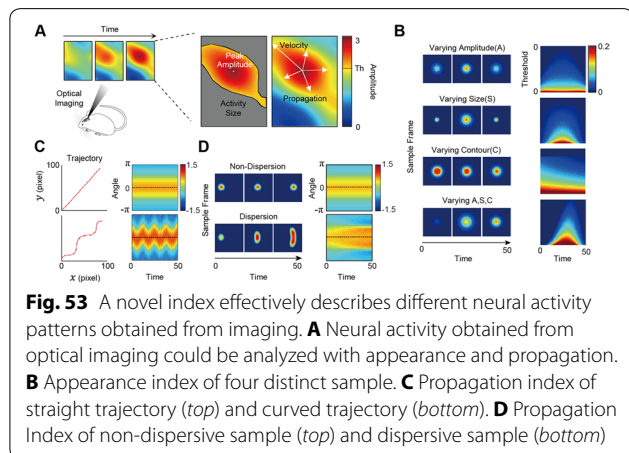 A
Time
Optical
Imaging
Peak
Amplitude
Activity
Size
Velocity
Propagation
3
Th
0
Amplitude
B
Varying Amplitude(A)
Varying Size(S)
Varying Contour(C)
Varying A,S,C
Sample Frame
Time
Threshold
0
1
0.2
0
0 50
Time
C
Trajectory
100
y (pixel)
0
0 100
x (pixel)
π
Angle
0
-π
1.5
-1.5
0 50
Time
D
Non-Dispersion
Dispersion
Sample Frame
Time
π
Angle
0
-π
1.5
-1.5
0 50
Time
Fig. 53 A novel index effectively describes different neural activity
patterns obtained from imaging. A Neural activity obtained from
optical imaging could be analyzed with appearance and propagation.
B Appearance index of four distinct sample. C Propagation index of
straight trajectory (top) and curved trajectory (bottom). D Propagation
Index of non-dispersive sample (top) and dispersive sample (bottom)